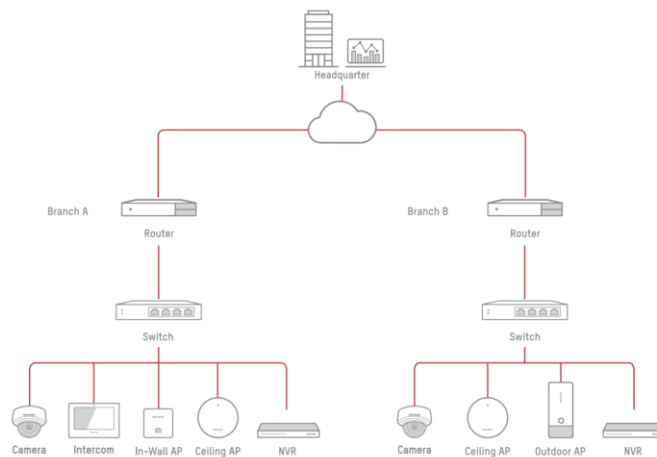 Headquarter
Branch A
Router
Branch B
Router
Switch
Switch
Camera
Intercom
In-Wall AP
Ceiling AP
NVR
Camera
Ceiling AP
Outdoor AP
NVR